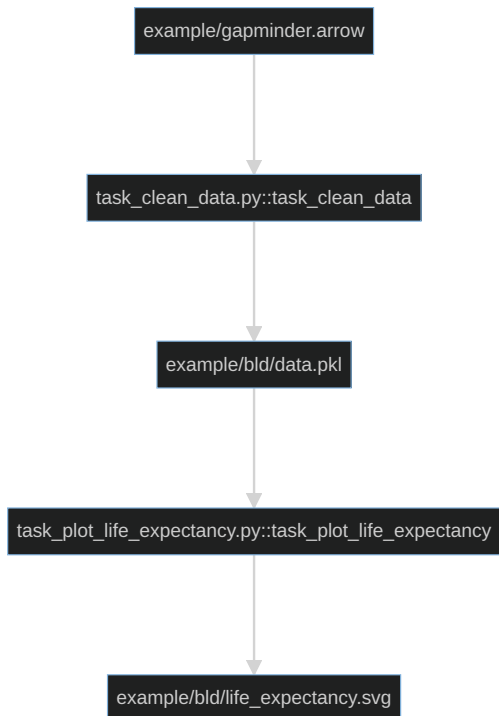 example/gapminder.arrow
task_clean_data.py::task_clean_data
example/bld/data.pkl
task_plot_life_expectancy.py::task_plot_life_expectancy
example/bld/life_expectancy.svg